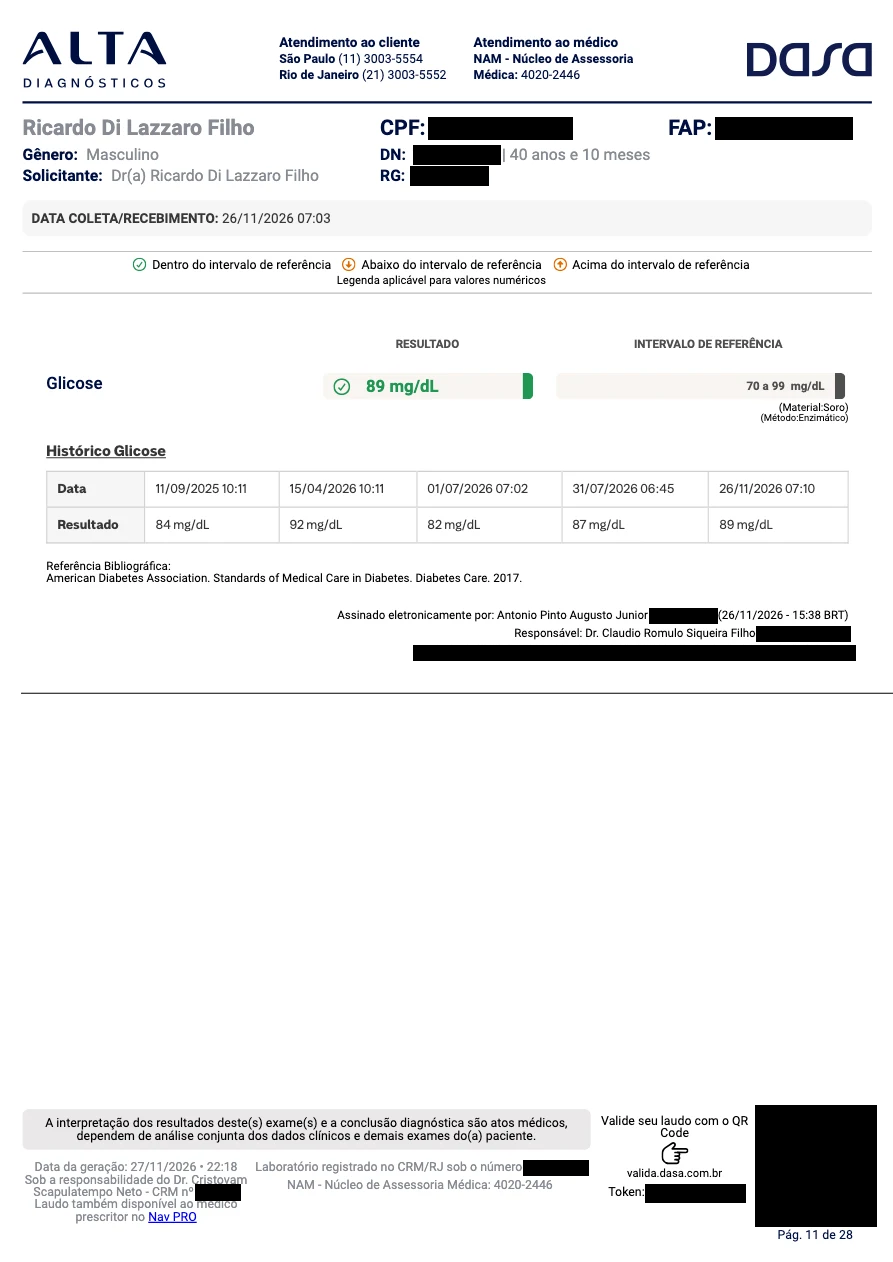 ALTA
DIAGNÓSTICOS
Atendimento ao cliente
São Paulo (11) 3003-5554
Rio de Janeiro (21) 3003-5552
Atendimento ao médico
NAM - Núcleo de Assessoria
Médica: 4020-2446
DASA
Ricardo Di Lazzaro Filho
CPF:
FAP:
Gênero: Masculino
DN: | 40 anos e 10 meses
Solicitante: Dr(a) Ricardo Di Lazzaro Filho
RG:
DATA COLETA/RECEBIMENTO: 26/11/2026 07:03
Dentro do intervalo de referência Abaixo do intervalo de referência Acima do intervalo de referência
Legenda aplicável para valores numéricos
RESULTADO INTERVALO DE REFERÊNCIA
Glicose 89 mg/dL 70 a 99 mg/dL
(Material:Soro)
(Método:Enzimático)
Histórico Glicose
Data 11/09/2025 10:11 15/04/2026 10:11 01/07/2026 07:02 31/07/2026 06:45 26/11/2026 07:10
Resultado 84 mg/dL 92 mg/dL 82 mg/dL 87 mg/dL 89 mg/dL
Referência Bibliográfica:
American Diabetes Association. Standards of Medical Care in Diabetes. Diabetes Care. 2017.
Assinado eletronicamente por: Antonio Pinto Augusto Junior (26/11/2026 - 15:38 BRT)
Responsável: Dr. Claudio Romulo Siqueira Filho
A interpretação dos resultados deste(s) exame(s) e a conclusão diagnóstica são atos médicos,
dependem de análise conjunta dos dados clínicos e demais exames do(a) paciente.
Data da geração: 27/11/2026 • 22:18
Sob a responsabilidade do Dr. Cristovam
Scapulatempo Neto - CRM nº
Laudo também disponível ao médico
prescritor no Nav PRO
Laboratório registrado no CRM/RJ sob o número
NAM - Núcleo de Assessoria Médica: 4020-2446
Valide seu laudo com o QR
Code
valida.dasa.com.br
Token:
Pág. 11 de 28